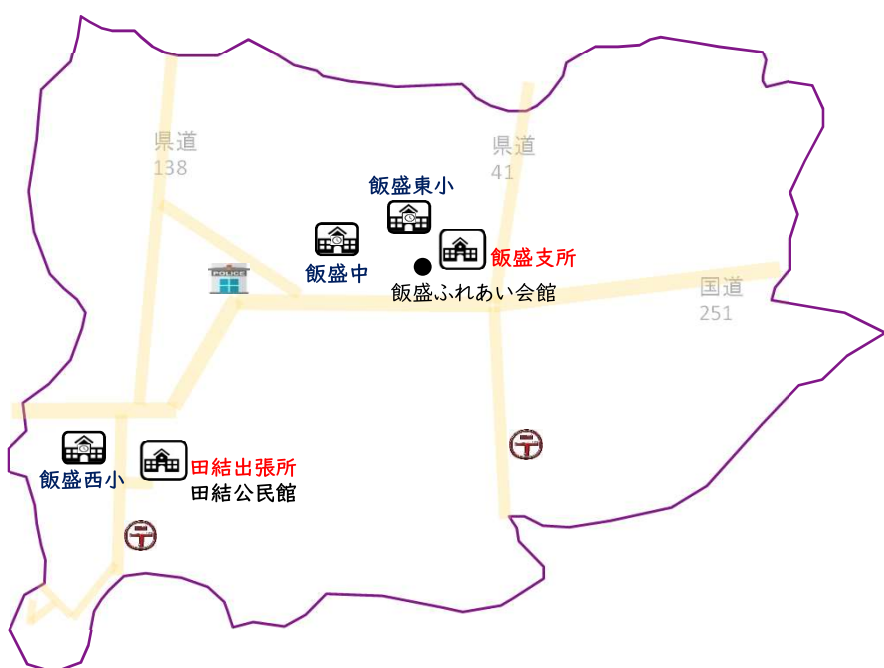 県道
138
県道
41
飯盛東小
飯盛中
飯盛支所
POLICE
飯盛ふれあい会館
国道
251
飯盛西小
田結出張所
田結公民館
〒
〒